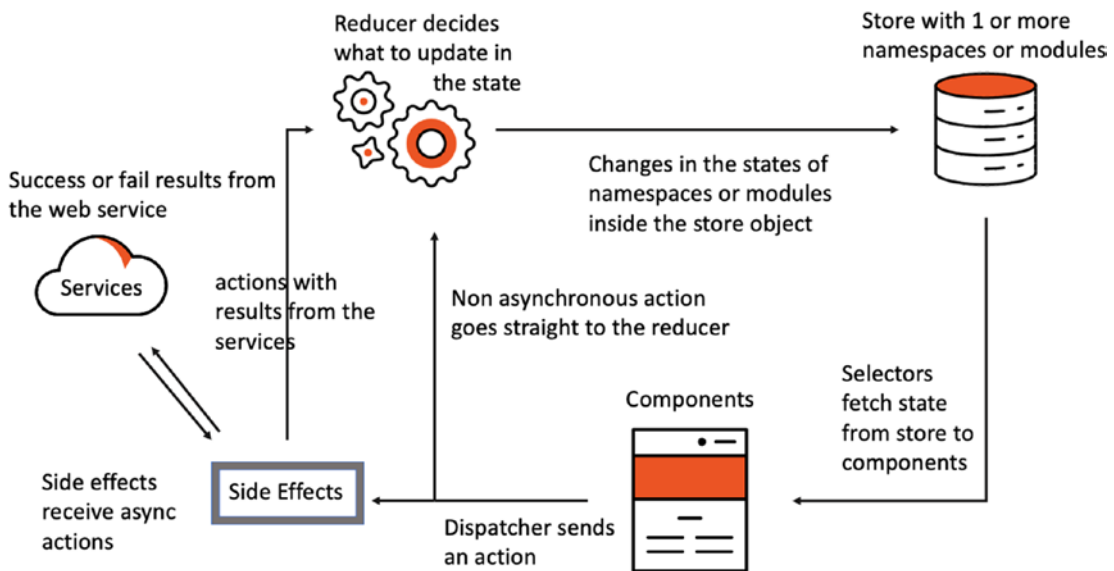 Reducer decides
what to update in
the state
Store with 1 or more
namespaces or modules
Changes in the states of
namespaces or modules
inside the store object
Success or fail results from
the web service
Services
actions with
results from the
services
Non asynchronous action
goes straight to the reducer
Selectors
fetch state
from store to
components
Components
Side Effects
Side effects
receive async
actions
Dispatcher sends
an action